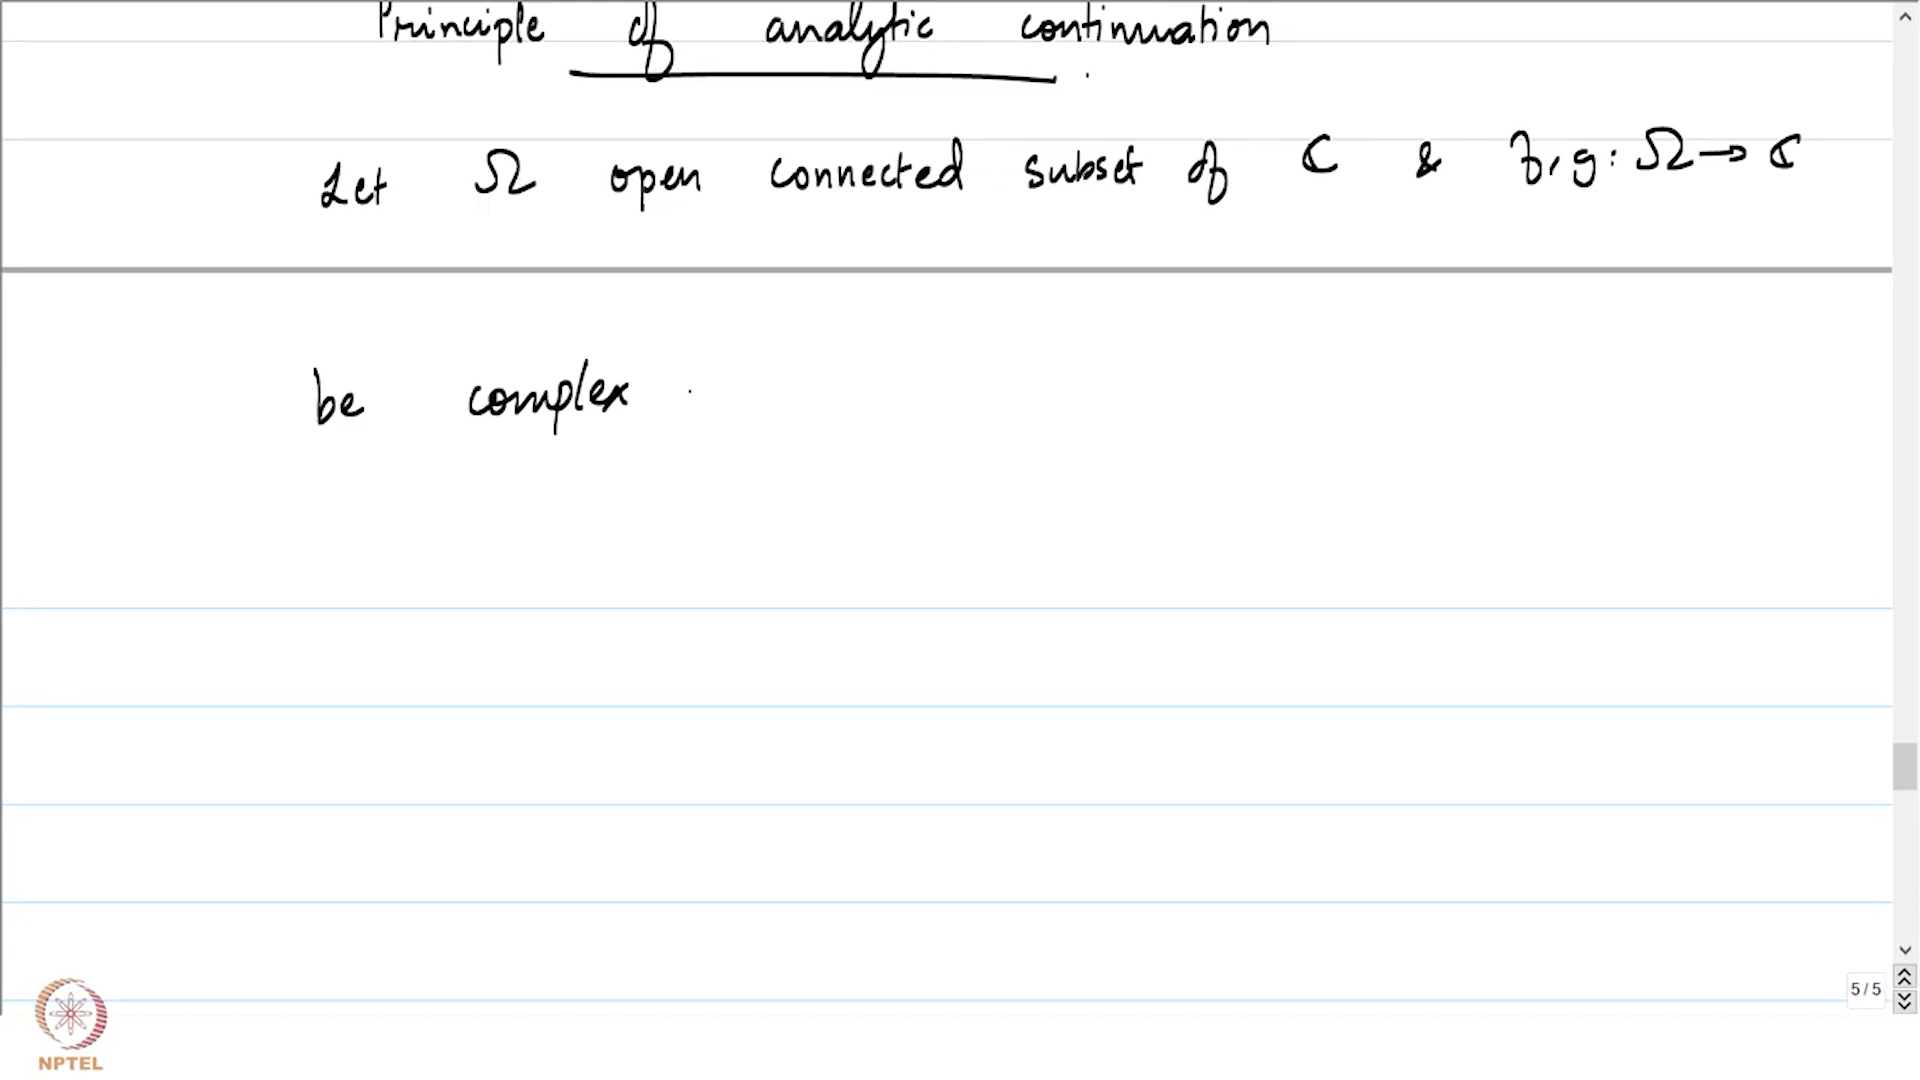 Principle of analytic continuation
Let Ω open connected subset of ℂ & f, g: Ω → ℂ
be complex
5 / 5
NPTEL